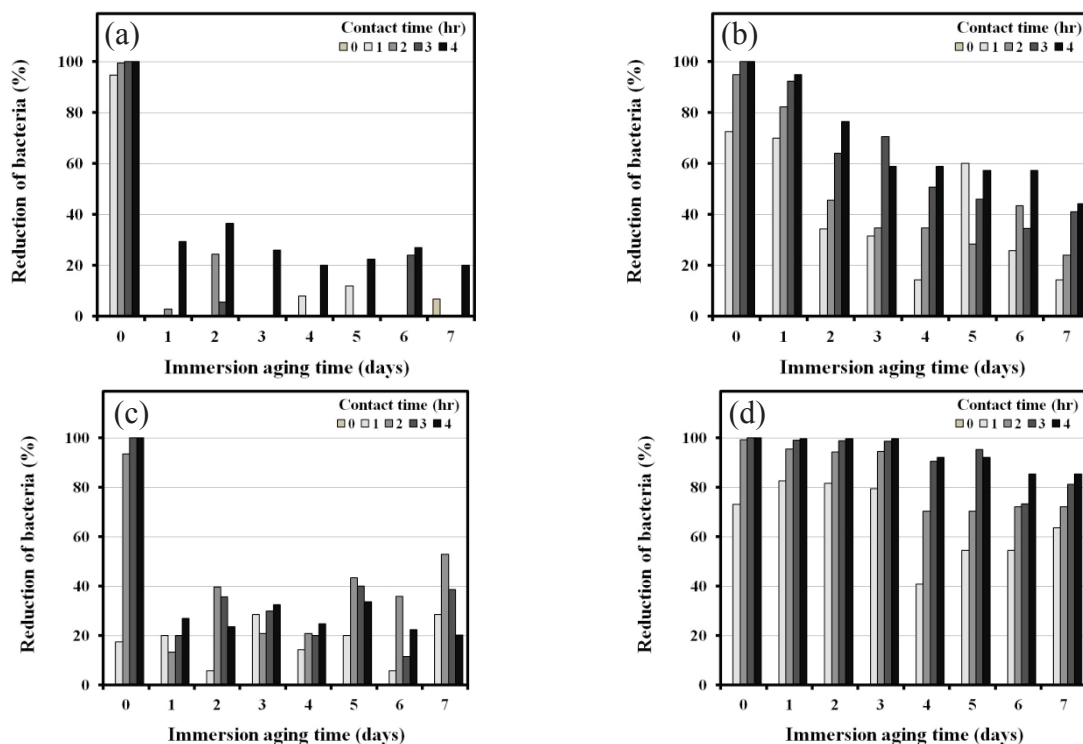 (a)
Contact time (hr)
0 1 2 3 4
Reduction of bacteria (%)
100
80
60
40
20
0
0 1 2 3 4 5 6 7
Immersion aging time (days)
(b)
Contact time (hr)
0 1 2 3 4
Reduction of bacteria (%)
100
80
60
40
20
0
0 1 2 3 4 5 6 7
Immersion aging time (days)
(c)
Contact time (hr)
0 1 2 3 4
Reduction of bacteria (%)
100
80
60
40
20
0
0 1 2 3 4 5 6 7
Immersion aging time (days)
(d)
Contact time (hr)
0 1 2 3 4
Reduction of bacteria (%)
100
80
60
40
20
0
0 1 2 3 4 5 6 7
Immersion aging time (days)